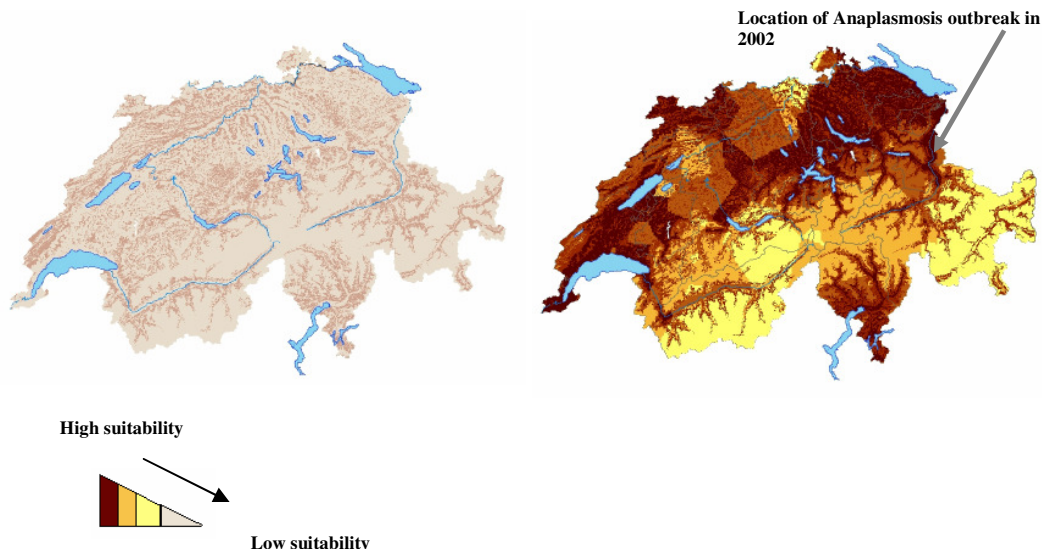 Location of Anaplasmosis outbreak in
2002
High suitability
Low suitability